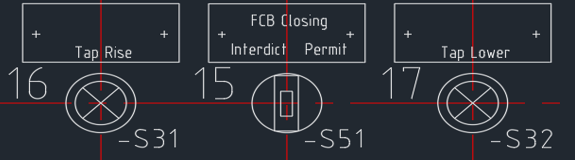 Tap Rise
16
-S31
FCB Closing
Interdict Permit
15
-S51
Tap Lower
17
-S32